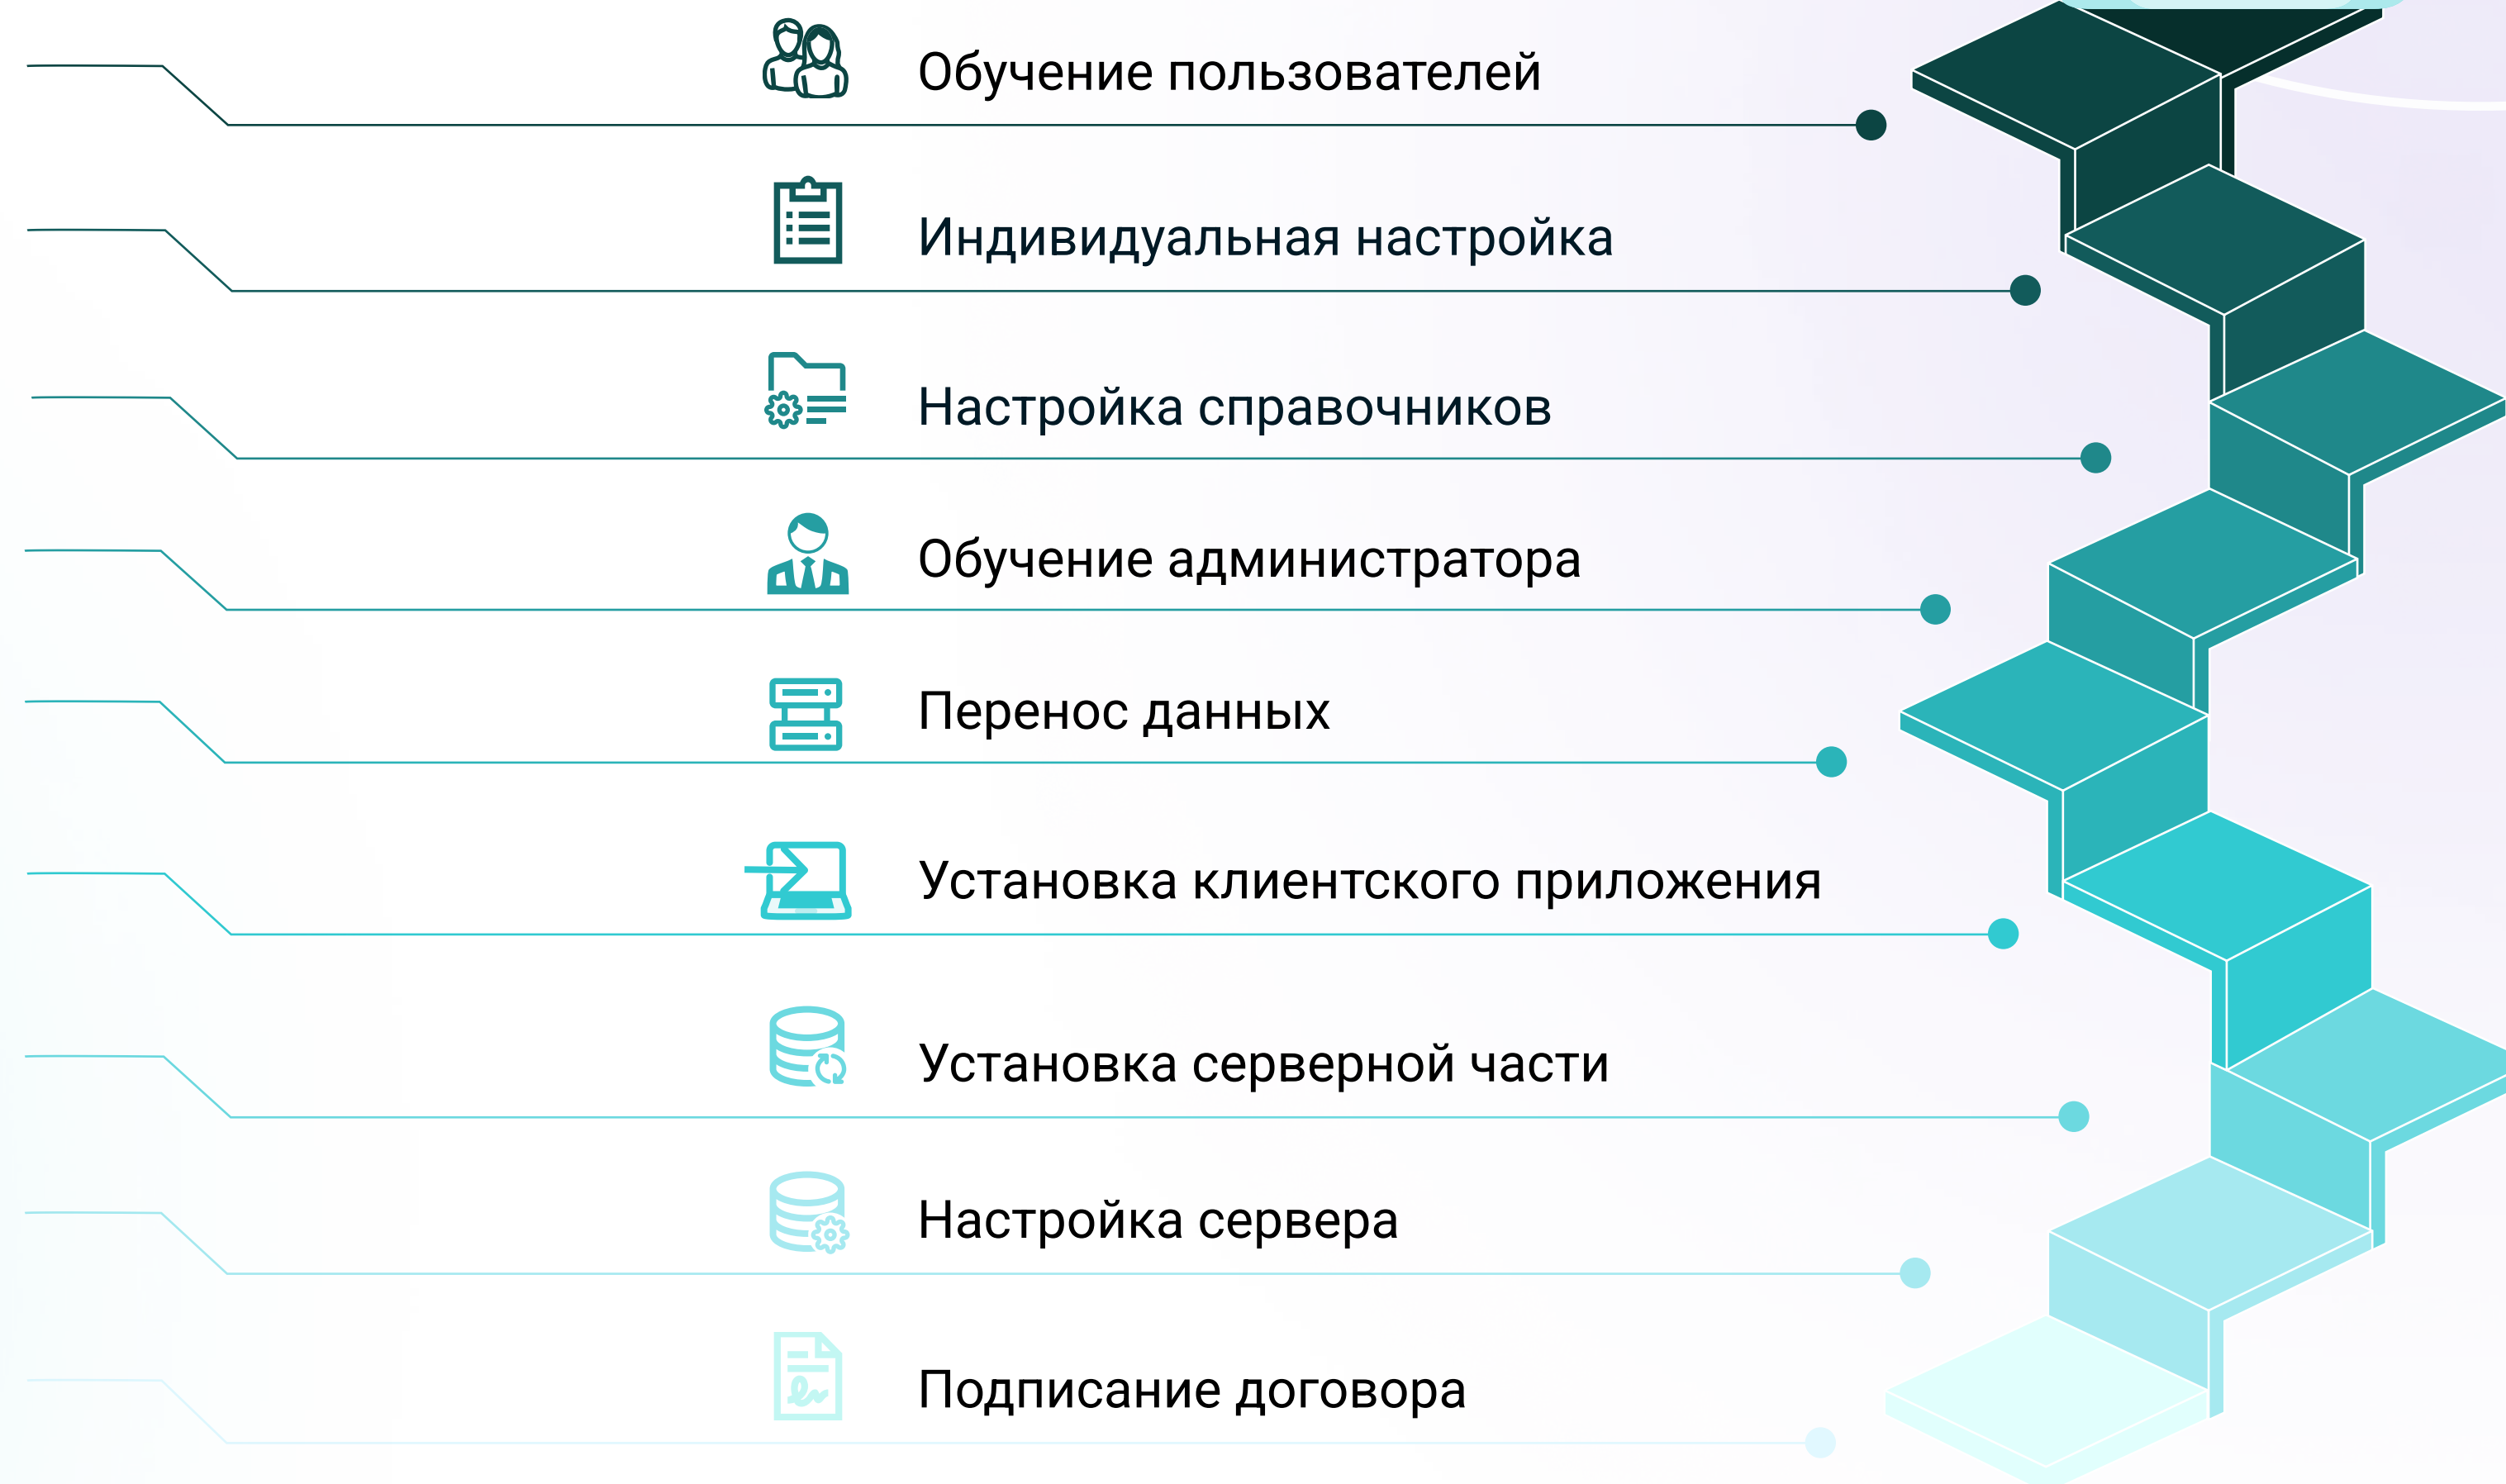 Обучение пользователей
Индивидуальная настройка
Настройка справочников
Обучение администратора
Перенос данных
Установка клиентского приложения
Установка серверной части
Настройка сервера
Подписание договора